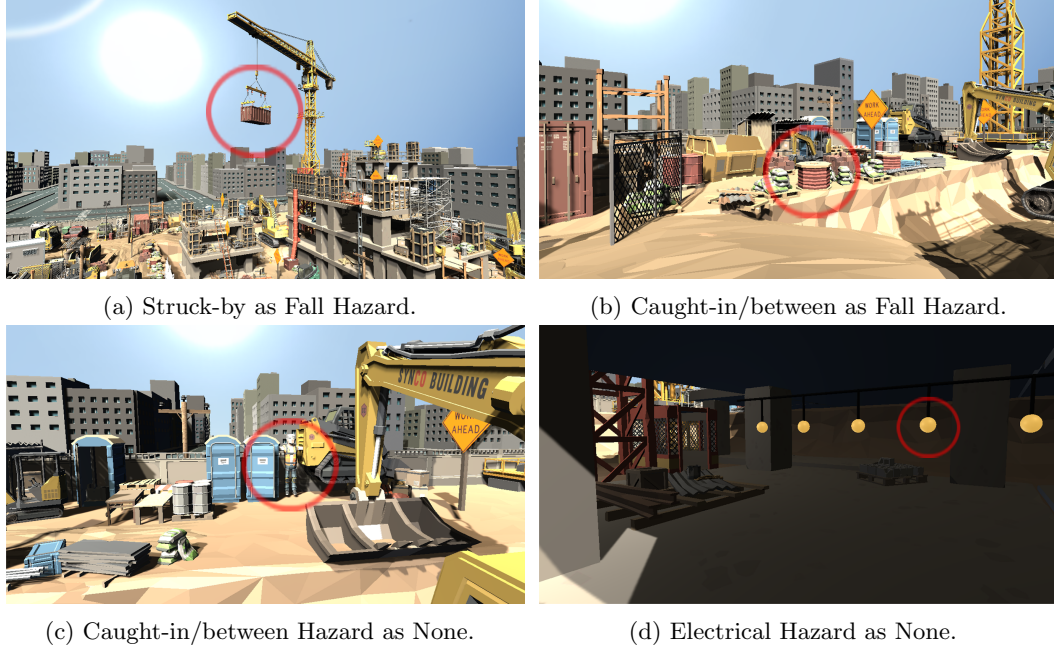 WORK
AHEAD
(a) Struck-by as Fall Hazard.
(b) Caught-in/between as Fall Hazard.
SYNCO BUILDING
WORK
AHEAD
(c) Caught-in/between Hazard as None.
(d) Electrical Hazard as None.